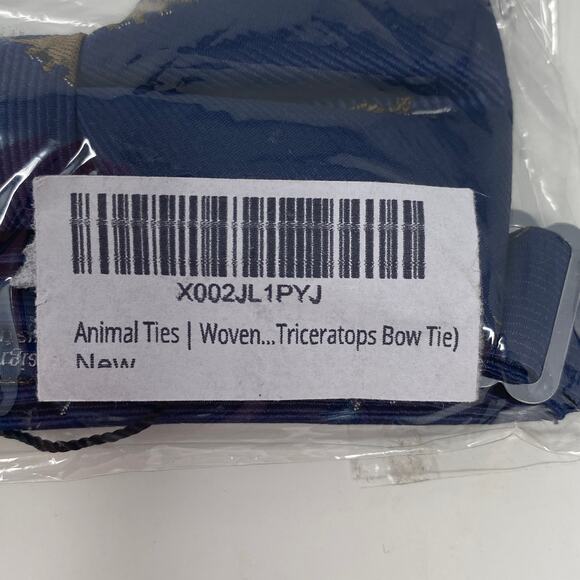 X002JL1PYJ
Animal Ties | Woven...Triceratops Bow Tie)
New